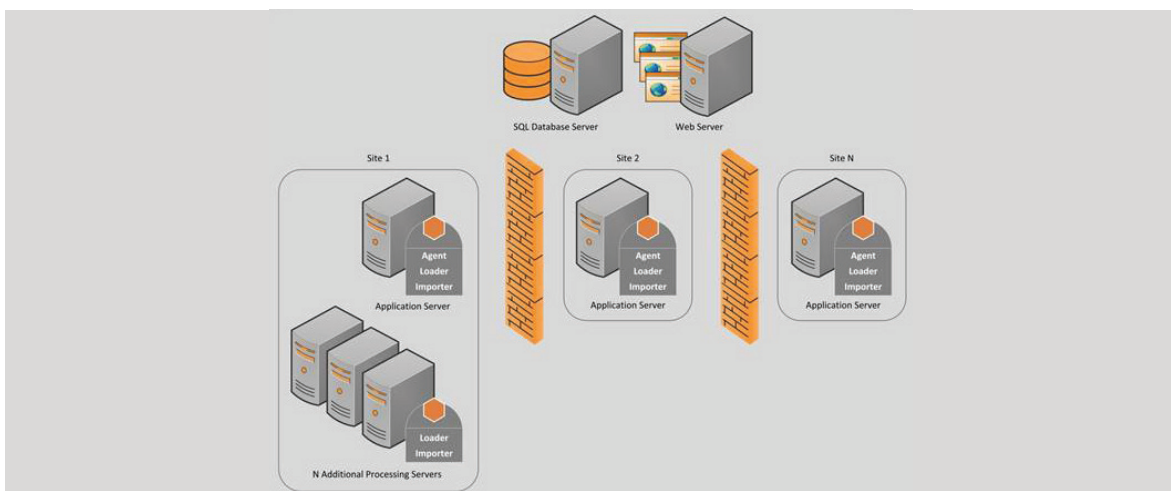 SQL Database Server
Web Server
Site 1
Site 2
Site N
Agent
Loader
Importer
Application Server
Agent
Loader
Importer
Application Server
Agent
Loader
Importer
Application Server
Loader
Importer
N Additional Processing Servers